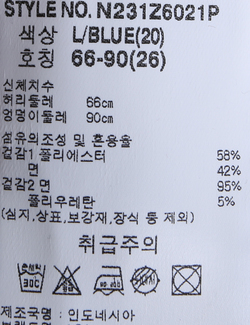 STYLE NO. N231Z6021P
색상 L/BLUE(20)
호칭 66-90(26)
신체치수
허리둘레 66㎝
엉덩이둘레 90㎝
섬유의조성 및 혼용율
겉감1 폴리에스터 58%
면 42%
겉감2 면 95%
폴리우레탄 5%
(심지,상표,보강재,장식 등 제외)
취급주의
제조국명 : 인도네시아